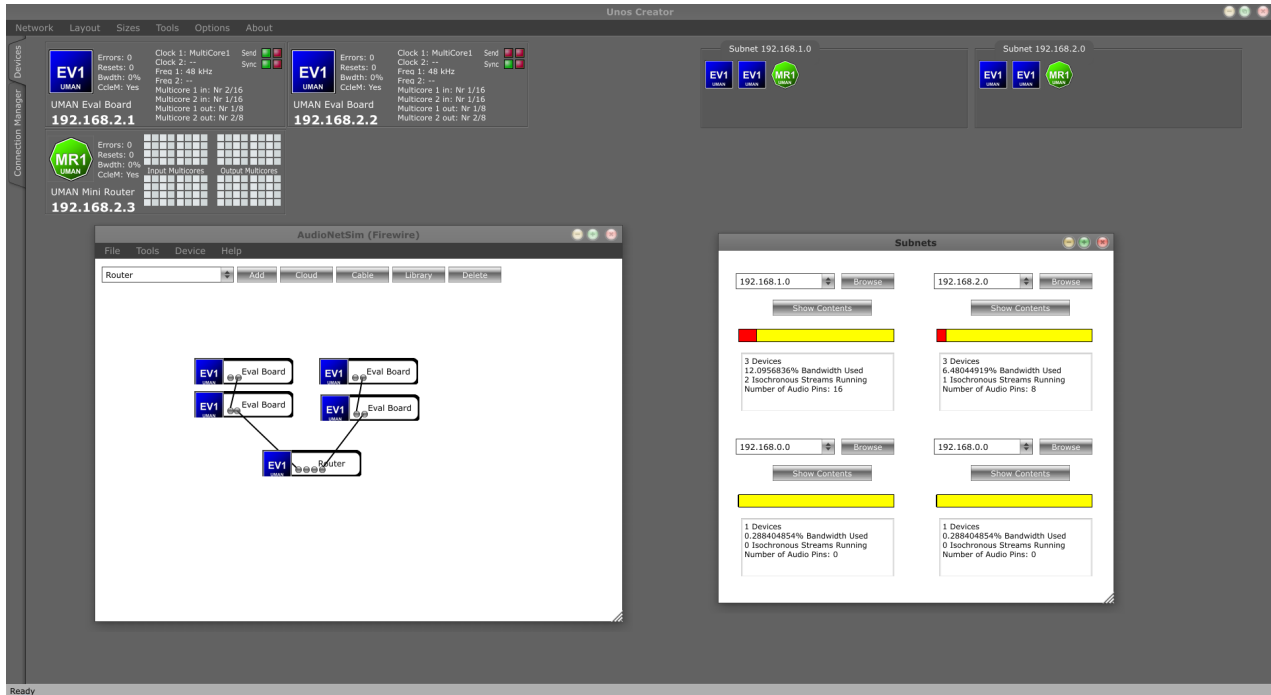 Unos Creator
Network Layout Sizes Tools Options About
Devices
Connection Manager
EV1
UMAN
Errors: 0
Resets: 0
Bwdth: 0%
CcleM: Yes
Clock 1: MultiCore1
Clock 2: --
Freq 1: 48 kHz
Freq 2: --
Multicore 1 in: Nr 2/16
Multicore 2 in: Nr 1/16
Multicore 1 out: Nr 1/8
Multicore 2 out: Nr 2/8
Send
Sync
UMAN Eval Board
192.168.2.1
EV1
UMAN
Errors: 0
Resets: 0
Bwdth: 0%
CcleM: Yes
Clock 1: MultiCore1
Clock 2: --
Freq 1: 48 kHz
Freq 2: --
Multicore 1 in: Nr 1/16
Multicore 2 in: Nr 1/16
Multicore 1 out: Nr 1/8
Multicore 2 out: Nr 2/8
Send
Sync
UMAN Eval Board
192.168.2.2
Subnet 192.168.1.0
EV1 EV1 MR1
UMAN UMAN UMAN
Subnet 192.168.2.0
EV1 EV1 MR1
UMAN UMAN UMAN
MR1
UMAN
Errors: 0
Resets: 0
Bwdth: 0%
CcleM: Yes
Input Multicores
Output Multicores
UMAN Mini Router
192.168.2.3
AudioNetSim (Firewire)
File Tools Device Help
Router Add Cloud Cable Library Delete
EV1 UMAN Eval Board
EV1 UMAN Eval Board
EV1 UMAN Eval Board
EV1 UMAN Eval Board
EV1 UMAN Router
Subnets
192.168.1.0 Browse
Show Contents
3 Devices
12.0956836% Bandwidth Used
2 Isochronous Streams Running
Number of Audio Pins: 16
192.168.2.0 Browse
Show Contents
3 Devices
6.48044919% Bandwidth Used
1 Isochronous Streams Running
Number of Audio Pins: 8
192.168.0.0 Browse
Show Contents
1 Devices
0.288404854% Bandwidth Used
0 Isochronous Streams Running
Number of Audio Pins: 0
192.168.0.0 Browse
Show Contents
1 Devices
0.288404854% Bandwidth Used
0 Isochronous Streams Running
Number of Audio Pins: 0
Ready